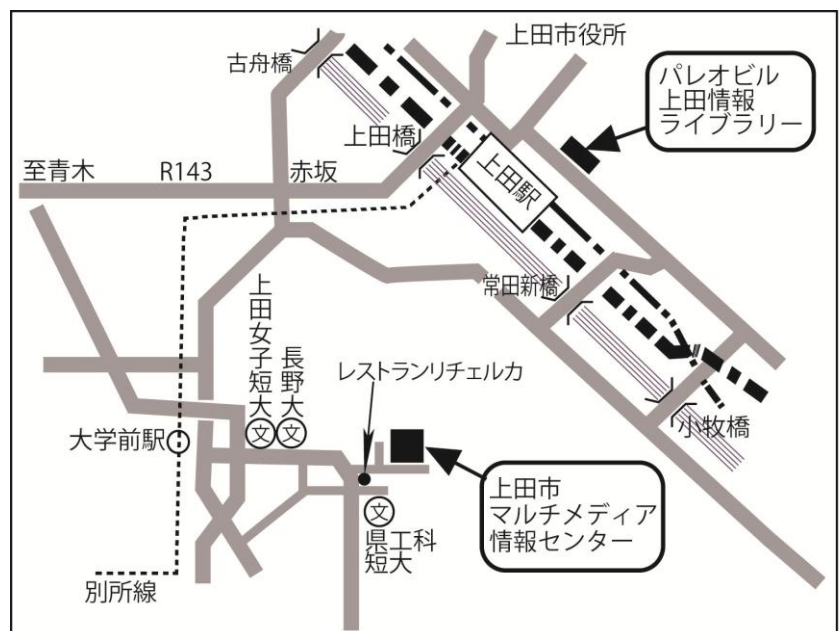 上田市役所
古舟橋
パレオビル
上田情報
ライブラリー
上田橋
至青木
R143
赤坂
上田駅
常田新橋
上田女子短大
長野大
レストランリチェルカ
文
文
大学前駅
小牧橋
上田市
マルチメディア
情報センター
文
県工科
短大
別所線